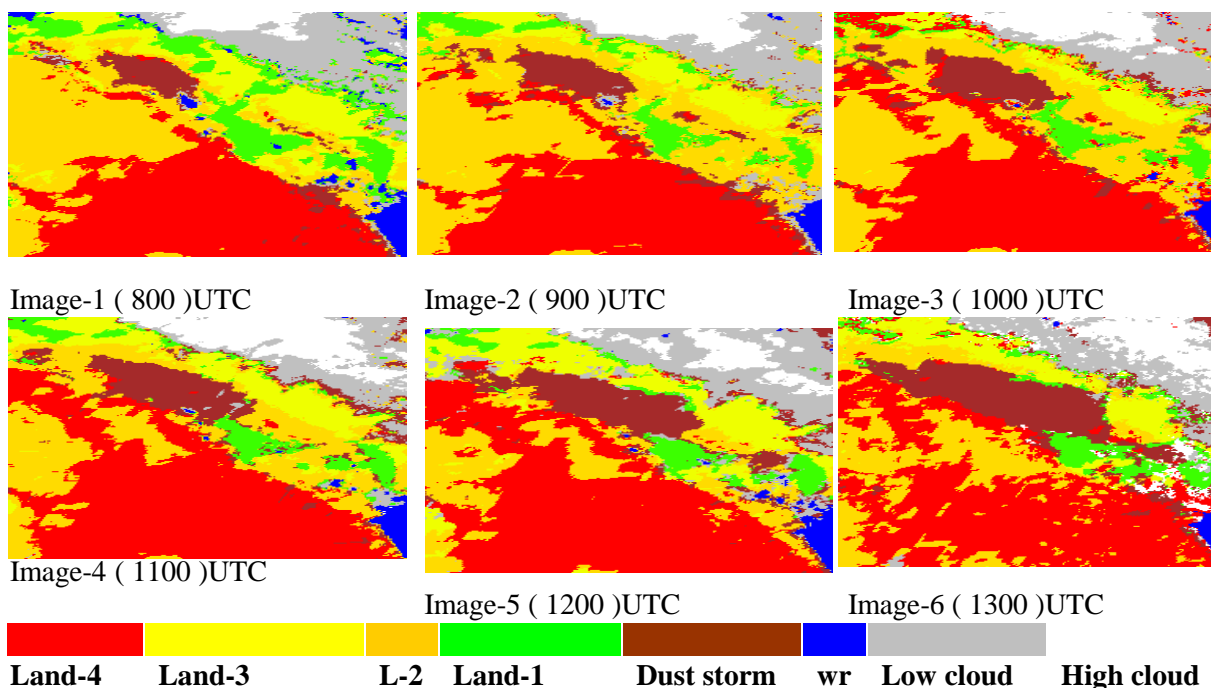 Image-1 ( 800 )UTC
Image-2 ( 900 )UTC
Image-3 ( 1000 )UTC
Image-4 ( 1100 )UTC
Image-5 ( 1200 )UTC
Image-6 ( 1300 )UTC
Land-4 Land-3 L-2 Land-1 Dust storm wr Low cloud High cloud